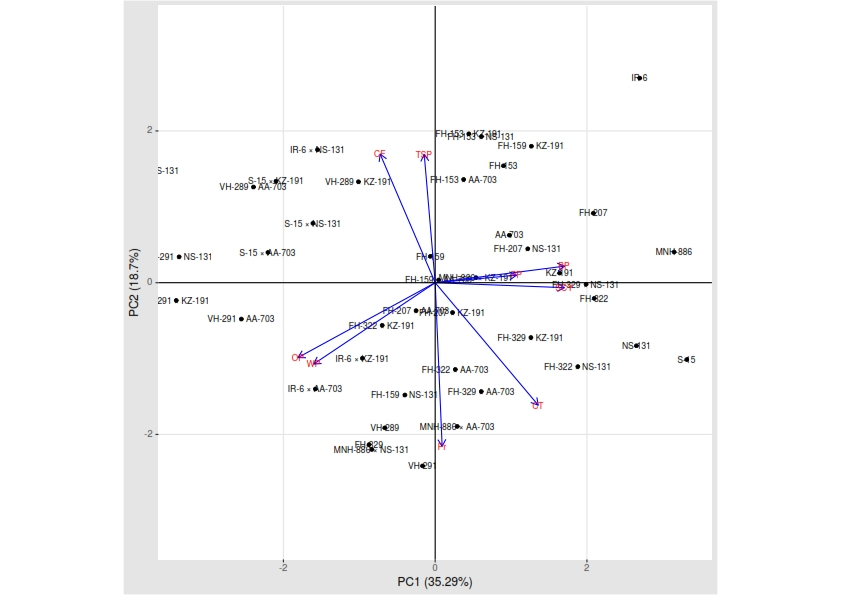 IR-6
2
FH-153 × KZ-191
FH-153 × NS-131
FH-159 × KZ-191
IR-6 × NS-131
CF
TSP
FH-153
S-131
S-15 × KZ-191
VH-289 × AA-703
VH-289 × KZ-191
FH-153 × AA-703
FH-207
S-15 × NS-131
AA-703
FH-207 × NS-131
S-15 × AA-703
MNH-886
-291 × NS-131
FH-159
KZ-191
0
FH-329 × NS-131
291 × KZ-191
FH-322
VH-291 × AA-703
FH-322 × KZ-191
FH-329 × KZ-191
NS-131
IR-6 × KZ-191
S-15
FH-322 × AA-703
FH-322 × NS-131
IR-6 × AA-703
FH-159 × NS-131
FH-329 × AA-703
CT
VH-289
MNH-886 × AA-703
-2
FH-329
MNH-886 × NS-131
VH-291
-2
0
2
PC1 (35.29%)
PC2 (18.7%)